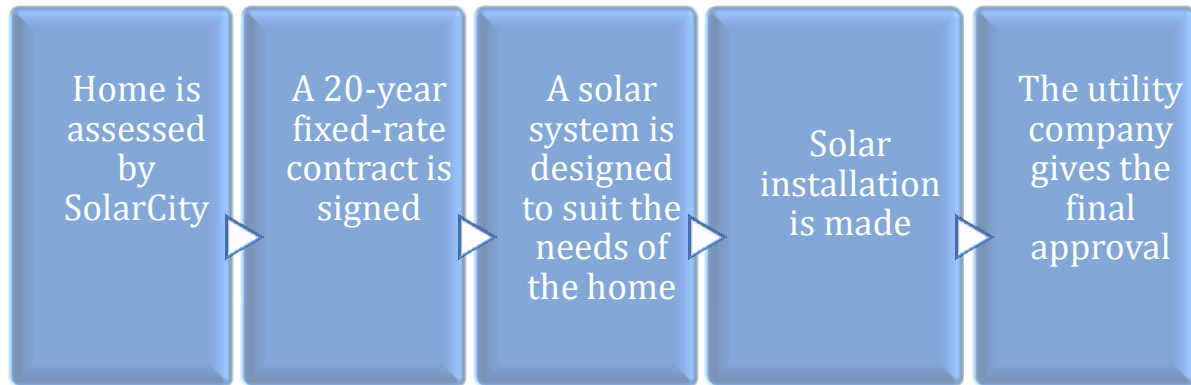 Home is
assessed
by
SolarCity
A 20-year
fixed-rate
contract is
signed
A solar
system is
designed
to suit the
needs of
the home
Solar
installation
is made
The utility
company
gives the
final
approval